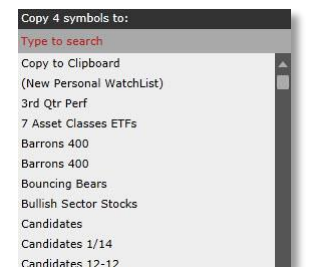 Copy 4 symbols to:
Type to search
Copy to Clipboard
(New Personal WatchList)
3rd Qtr Perf
7 Asset Classes ETFs
Barrons 400
Barrons 400
Bouncing Bears
Bullish Sector Stocks
Candidates
Candidates 1/14
Candidates 12-12